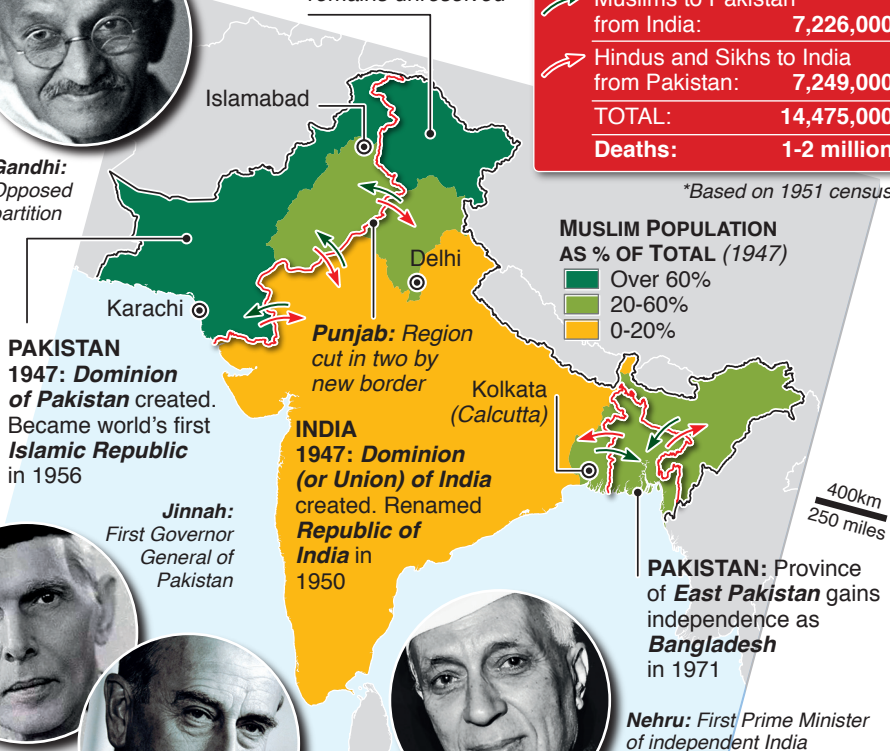 remains unresolved
Muslims to Pakistan
from India: 7,226,000
Hindus and Sikhs to India
from Pakistan: 7,249,000
TOTAL: 14,475,000
Deaths: 1-2 million
*Based on 1951 census
Islamabad
Gandhi:
Opposed
partition
MUSLIM POPULATION
AS % OF TOTAL (1947)
Over 60%
20-60%
0-20%
Delhi
Karachi
Punjab: Region
cut in two by
new border
PAKISTAN
1947: Dominion
of Pakistan created.
Became world's first
Islamic Republic
in 1956
Kolkata
(Calcutta)
INDIA
1947: Dominion
(or Union) of India
created. Renamed
Republic of
India in
1950
400km
250 miles
Jinnah:
First Governor
General of
Pakistan
PAKISTAN: Province
of East Pakistan gains
independence as
Bangladesh
in 1971
Nehru: First Prime Minister
of independent India